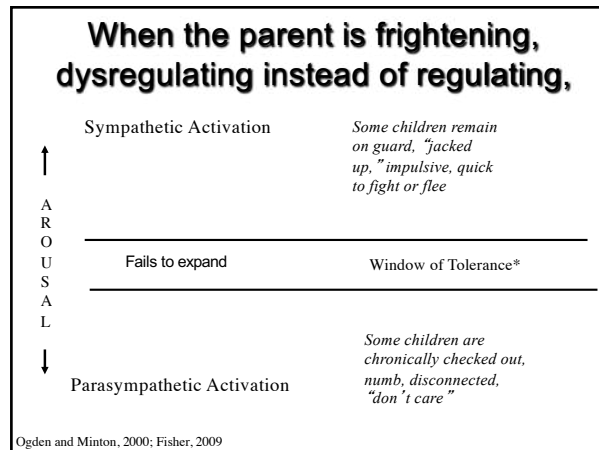 When the parent is frightening,
dysregulating instead of regulating,
Sympathetic Activation
Some children remain
on guard, “jacked
up,” impulsive, quick
to fight or flee
A
R
O
U
S
A
L
Fails to expand
Window of Tolerance*
Some children are
chronically checked out,
numb, disconnected,
“don’t care”
Parasympathetic Activation
Ogden and Minton, 2000; Fisher, 2009